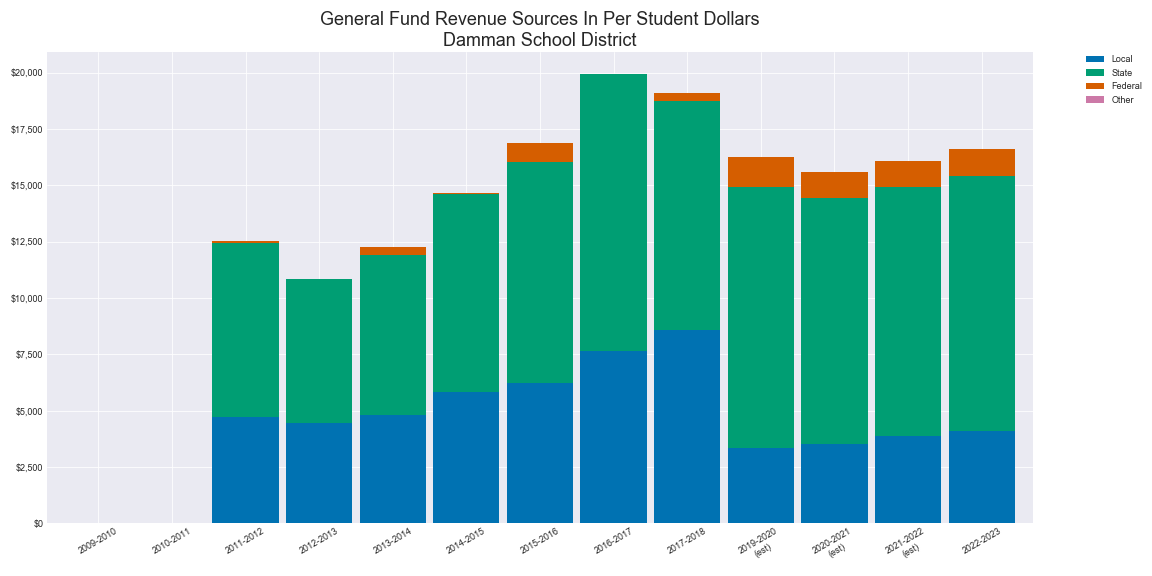 General Fund Revenue Sources In Per Student Dollars
Damman School District
Local
State
Federal
Other
$20,000
$17,500
$15,000
$12,500
$10,000
$7,500
$5,000
$2,500
$0
2009-2010
2010-2011
2011-2012
2012-2013
2013-2014
2014-2015
2015-2016
2016-2017
2017-2018
2019-2020
(est)
2020-2021
(est)
2021-2022
(est)
2022-2023